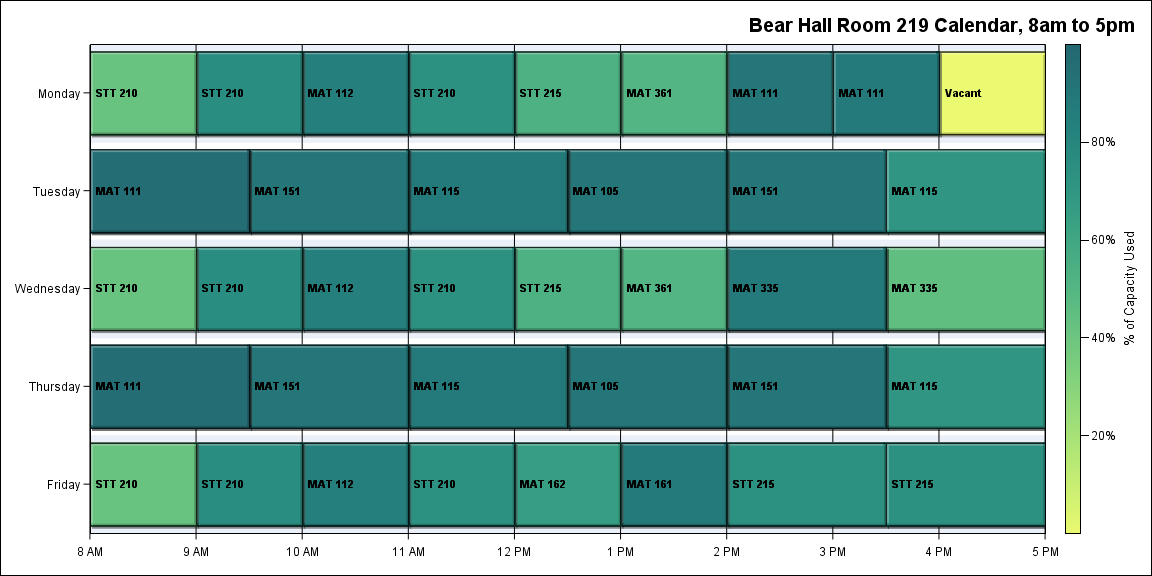 Bear Hall Room 219 Calendar, 8am to 5pm
Monday
STT 210
STT 210
MAT 112
STT 210
STT 215
MAT 361
MAT 111
MAT 111
Vacant
Tuesday
MAT 111
MAT 151
MAT 115
MAT 105
MAT 151
MAT 115
Wednesday
STT 210
STT 210
MAT 112
STT 210
STT 215
MAT 361
MAT 335
MAT 335
Thursday
MAT 111
MAT 151
MAT 115
MAT 105
MAT 151
MAT 115
Friday
STT 210
STT 210
MAT 112
STT 210
MAT 162
MAT 161
STT 215
STT 215
8 AM
9 AM
10 AM
11 AM
12 PM
1 PM
2 PM
3 PM
4 PM
5 PM
80%
60%
40%
20%
% of Capacity Used